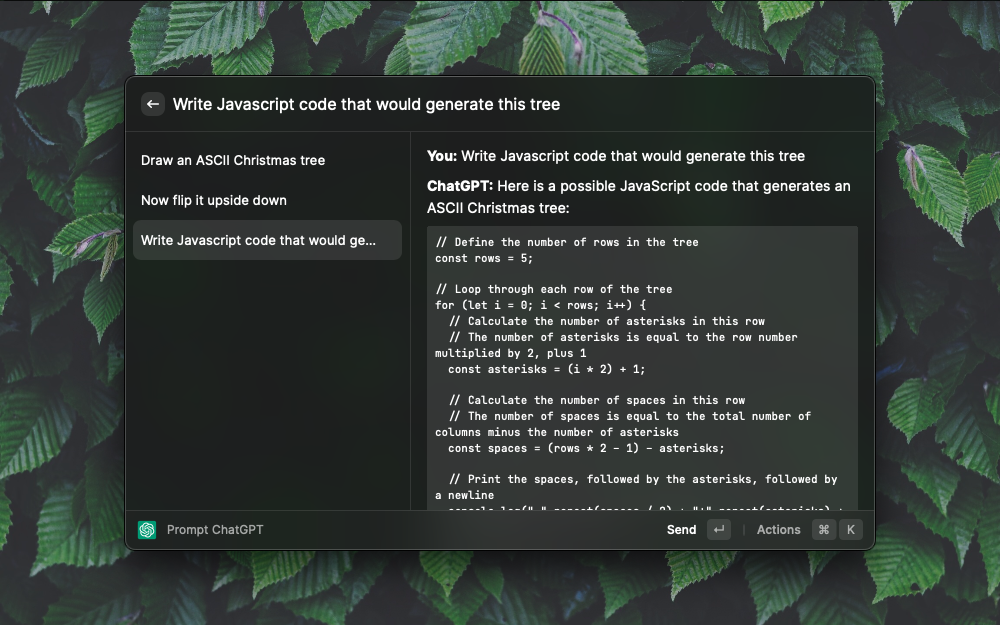 Write Javascript code that would generate this tree
Draw an ASCII Christmas tree
Now flip it upside down
Write Javascript code that would ge...
You: Write Javascript code that would generate this tree
ChatGPT: Here is a possible JavaScript code that generates an
ASCII Christmas tree:
// Define the number of rows in the tree
const rows = 5;
// Loop through each row of the tree
for (let i = 0; i < rows; i++) {
// Calculate the number of asterisks in this row
// The number of asterisks is equal to the row number
multiplied by 2, plus 1
const asterisks = (i * 2) + 1;
// Calculate the number of spaces in this row
// The number of spaces is equal to the total number of
columns minus the number of asterisks
const spaces = (rows * 2 - 1) - asterisks;
// Print the spaces, followed by the asterisks, followed by
a newline
Prompt ChatGPT
Send ↵ | Actions ⌘ K